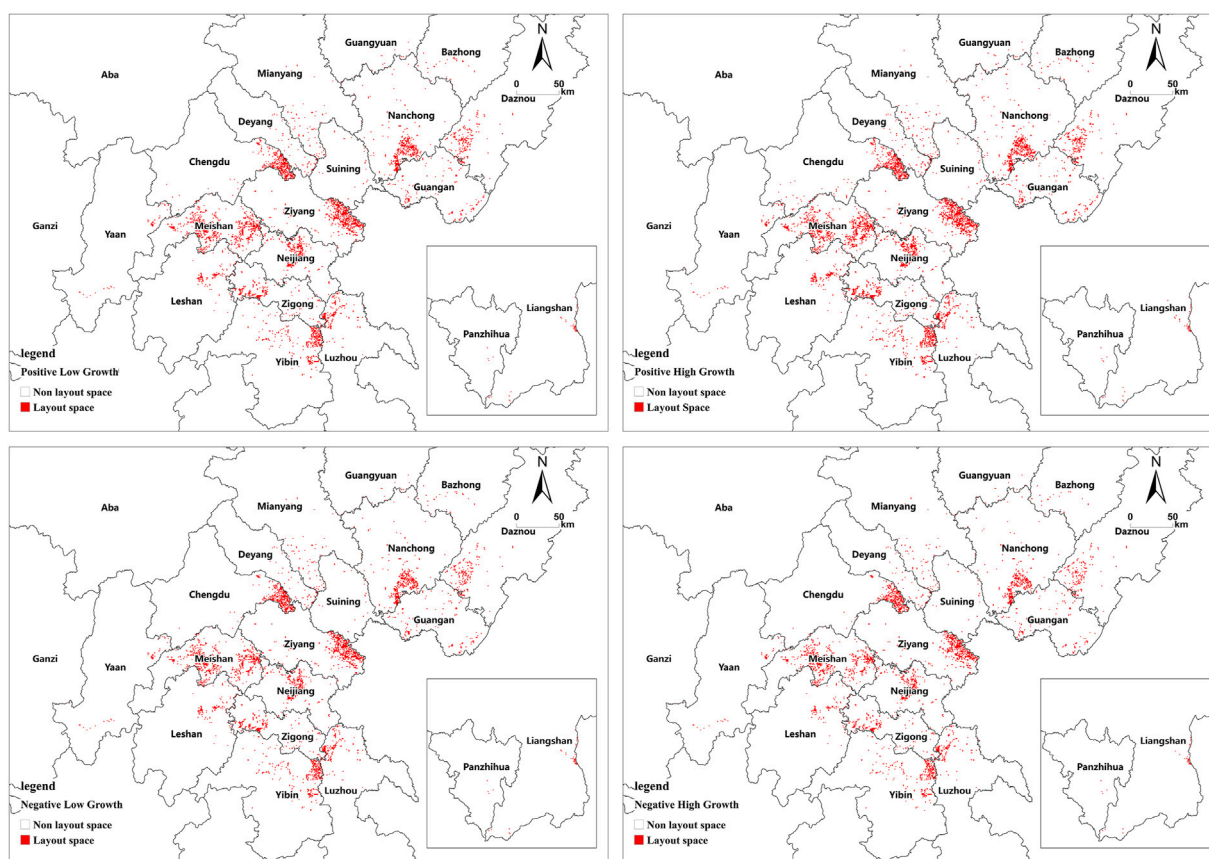 N
Guangyuan
Bazhong
Aba
Mianyang
0 50
km
Daznou
Deyang
Nanchong
Chengdu
Suining
Guangan
Ziyang
Ganzi
Yaan
Meishan
Neijiang
Leshan
Liangshan
Zigong
Panzhihua
legend
Yibin
Luzhou
Positive Low Growth
Non layout space
Layout space
N
Guangyuan
Bazhong
Aba
Mianyang
0 50
km
Daznou
Deyang
Nanchong
Chengdu
Suining
Guangan
Ziyang
Ganzi
Yaan
Meishan
Neijiang
Leshan
Liangshan
Zigong
Panzhihua
legend
Yibin
Luzhou
Positive High Growth
Non layout space
Layout Space
N
Guangyuan
Bazhong
Aba
Mianyang
0 50
km
Daznou
Deyang
Nanchong
Chengdu
Suining
Guangan
Ziyang
Ganzi
Yaan
Meishan
Neijiang
Leshan
Liangshan
Zigong
Panzhihua
legend
Yibin
Luzhou
Negative Low Growth
Non layout space
Layout space
N
Guangyuan
Bazhong
Aba
Mianyang
0 50
km
Daznou
Deyang
Nanchong
Chengdu
Suining
Guangan
Ziyang
Ganzi
Yaan
Meishan
Neijiang
Leshan
Liangshan
Zigong
Panzhihua
legend
Yibin
Luzhou
Negative High Growth
Non layout space
Layout space